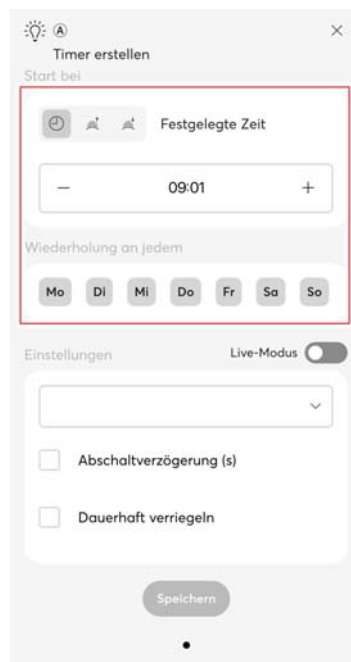 A
Timer erstellen
Start bei
Festgelegte Zeit
− 09:01 +
Wiederholung an jedem
Mo Di Mi Do Fr Sa So
Einstellungen Live-Modus
Abschaltverzögerung (s)
Dauerhaft verriegeln
Speichern